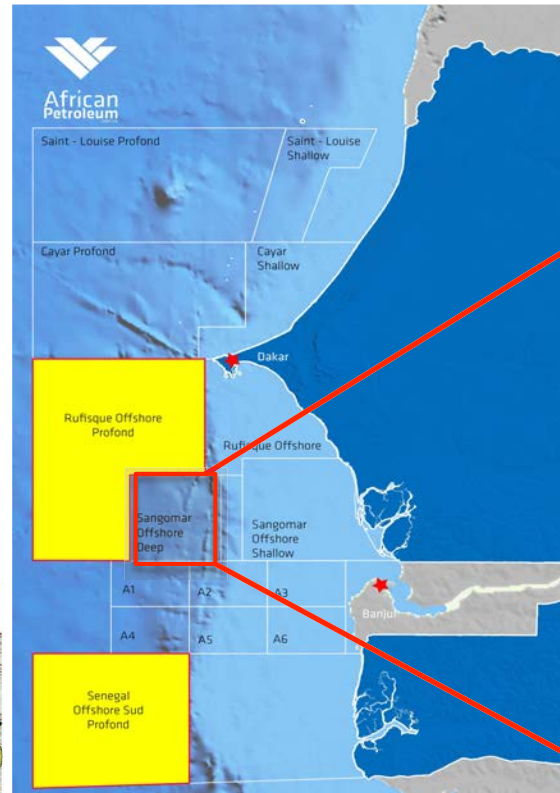 African
Petroleum
Saint - Louise Profond
Saint - Louise
Shallow
Cayar Profond
Cayar
Shallow
Dakar
Rufisque Offshore
Profond
Rufisque Offshore
Sangomar
Offshore
Deep
Sangomar
Offshore
Shallow
A1
A2
A3
Banjul
A4
A5
A6
Senegal
Offshore Sud
Profond